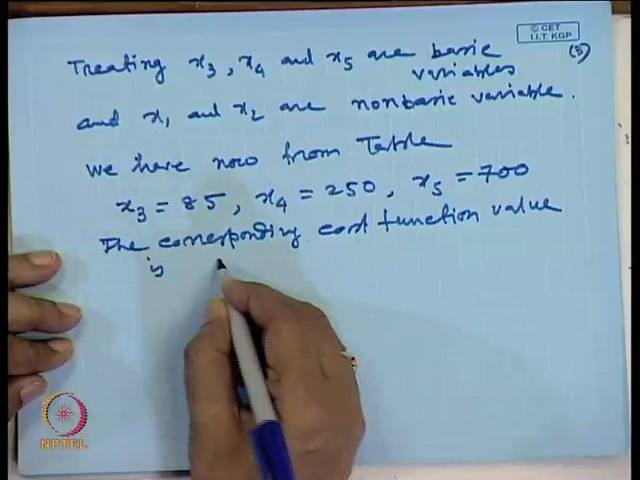 © CET
I.I.T. KGP
(5)
Treating x3, x4 and x5 are basic
variables
and x1 and x2 are nonbasic variable.
We have now from Table
x3 = 85, x4 = 250, x5 = 700
The corresponding cost function value
is
NPTEL